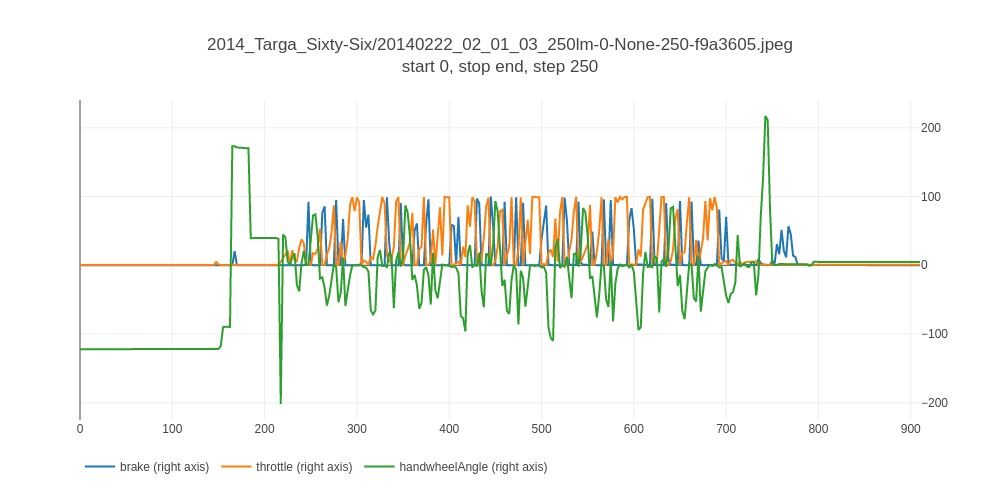 2014_Targa_Sixty-Six/20140222_02_01_03_250lm-0-None-250-f9a3605.jpeg
start 0, stop end, step 250
200
100
0
−100
−200
0 100 200 300 400 500 600 700 800 900
brake (right axis) throttle (right axis) handwheelAngle (right axis)